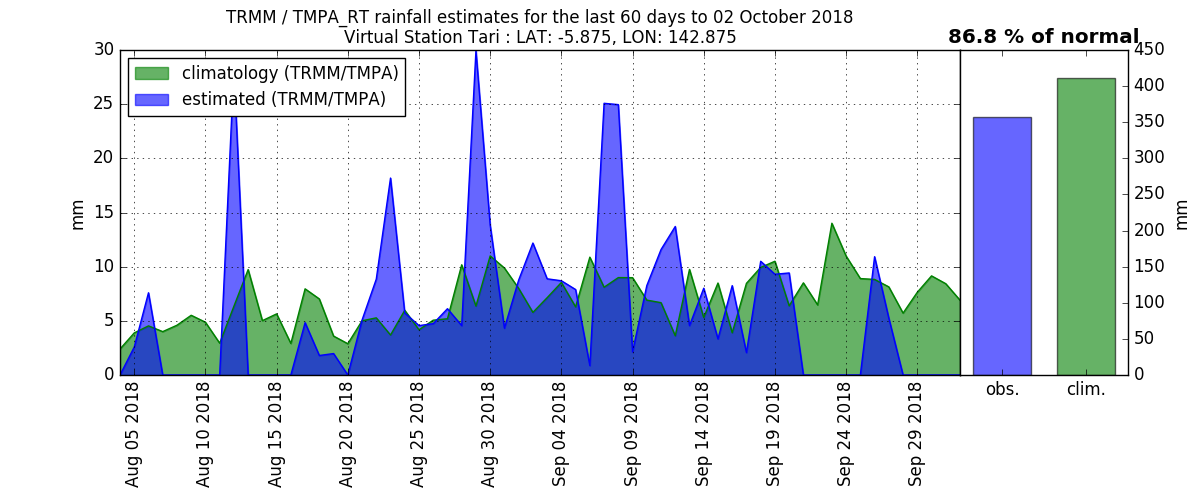 TRMM / TMPA_RT rainfall estimates for the last 60 days to 02 October 2018
Virtual Station Tari : LAT: -5.875, LON: 142.875
86.8 % of normal
climatology (TRMM/TMPA)
estimated (TRMM/TMPA)
30
25
20
15
10
5
0
mm
Aug 05 2018
Aug 10 2018
Aug 15 2018
Aug 20 2018
Aug 25 2018
Aug 30 2018
Sep 04 2018
Sep 09 2018
Sep 14 2018
Sep 19 2018
Sep 24 2018
Sep 29 2018
450
400
350
300
250
200
150
100
50
0
mm
obs.
clim.